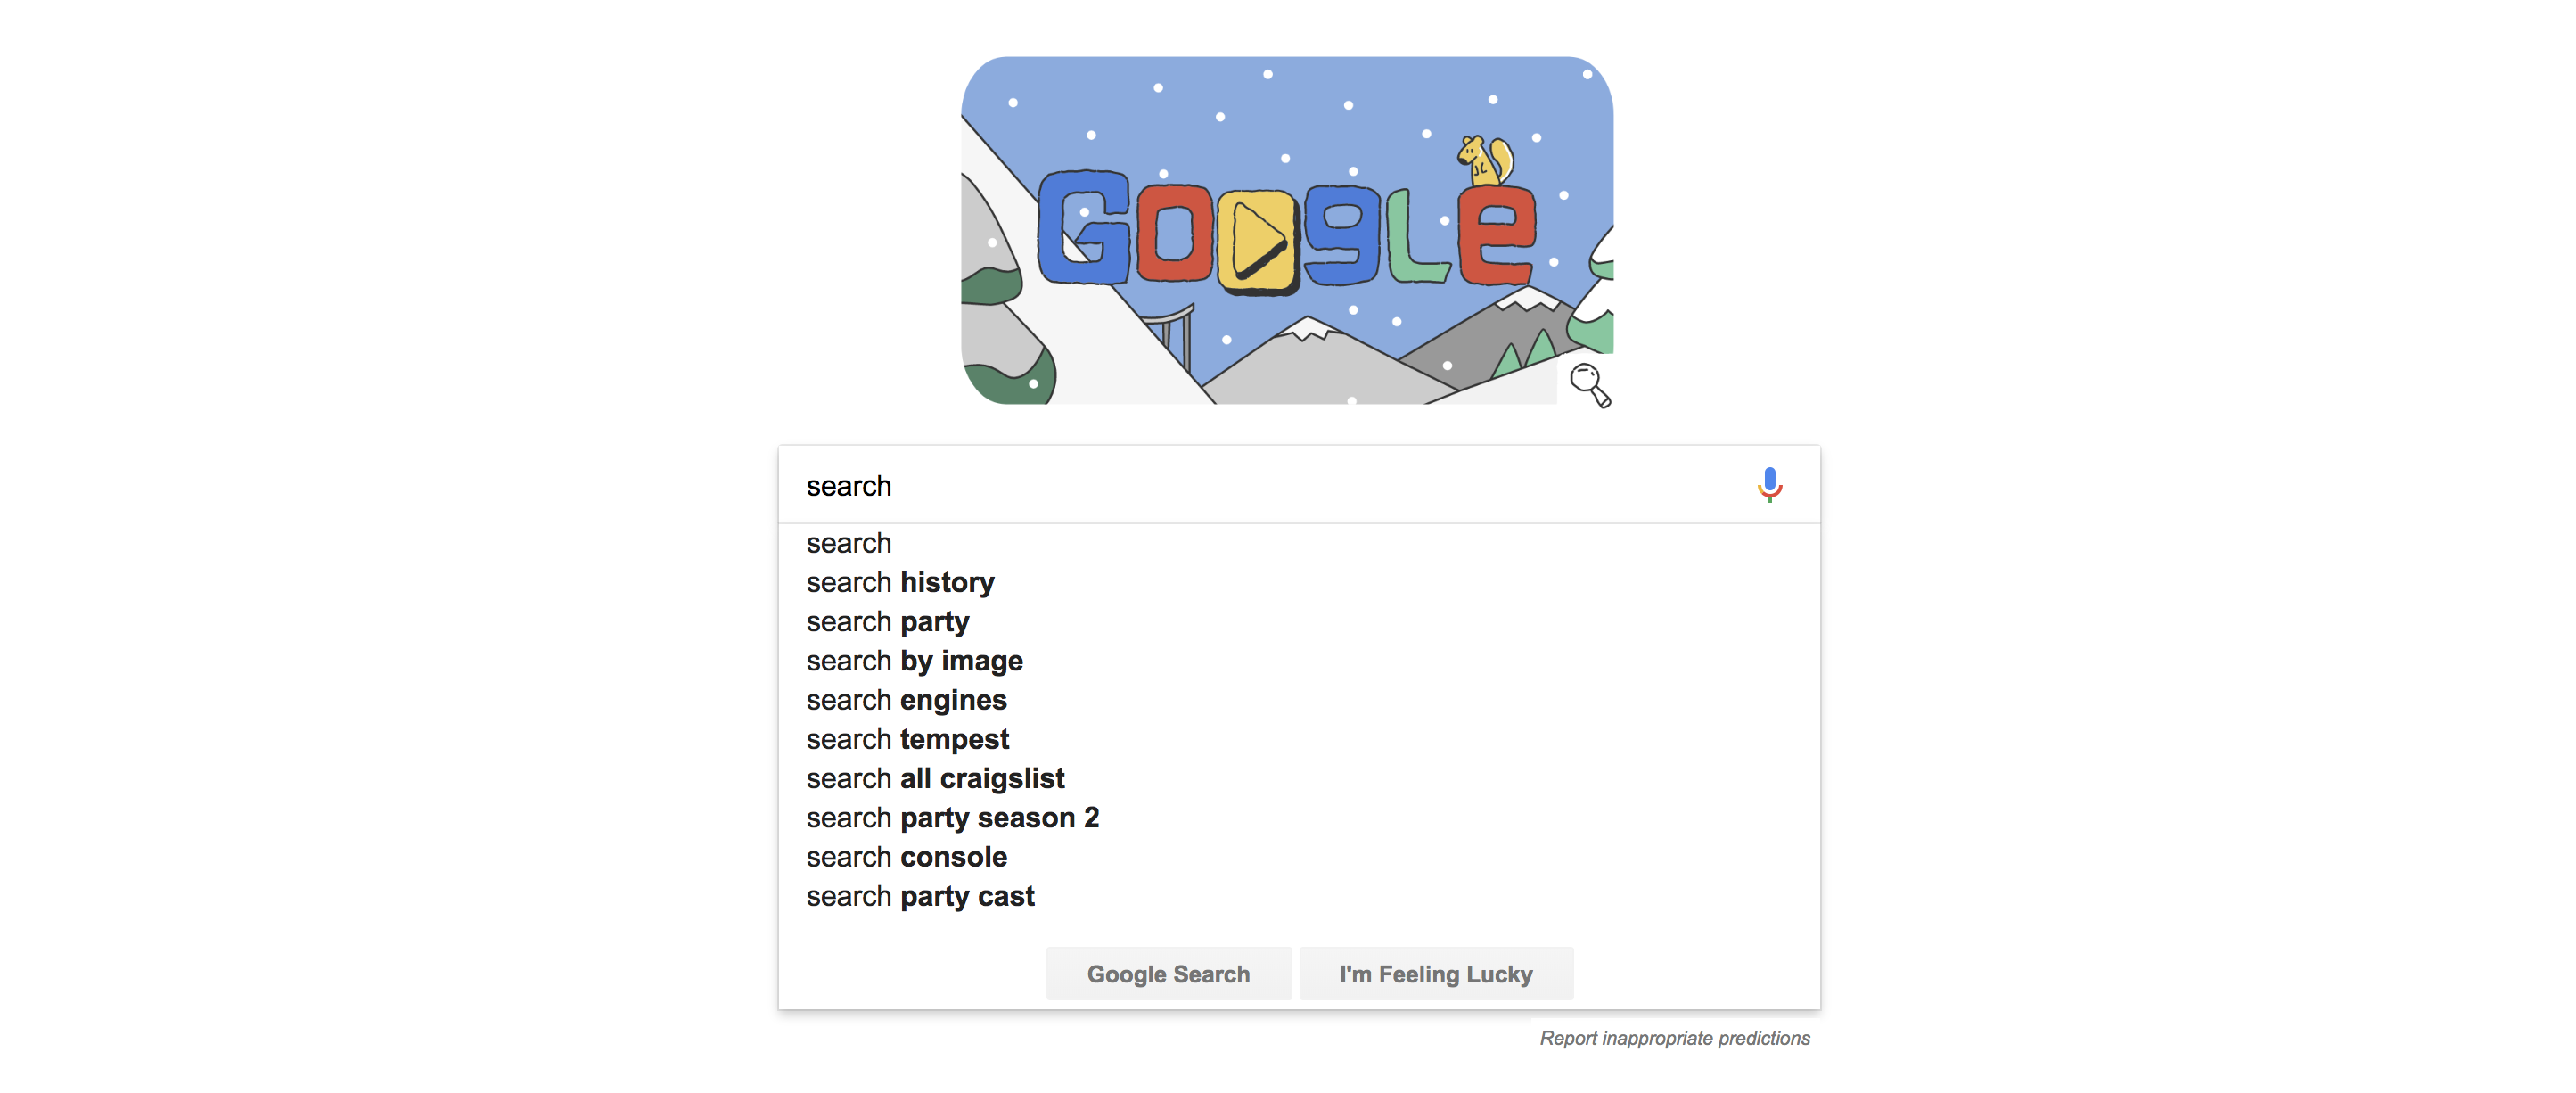 Google
search
search
search history
search party
search by image
search engines
search tempest
search all craigslist
search party season 2
search console
search party cast
Google Search I'm Feeling Lucky
Report inappropriate predictions